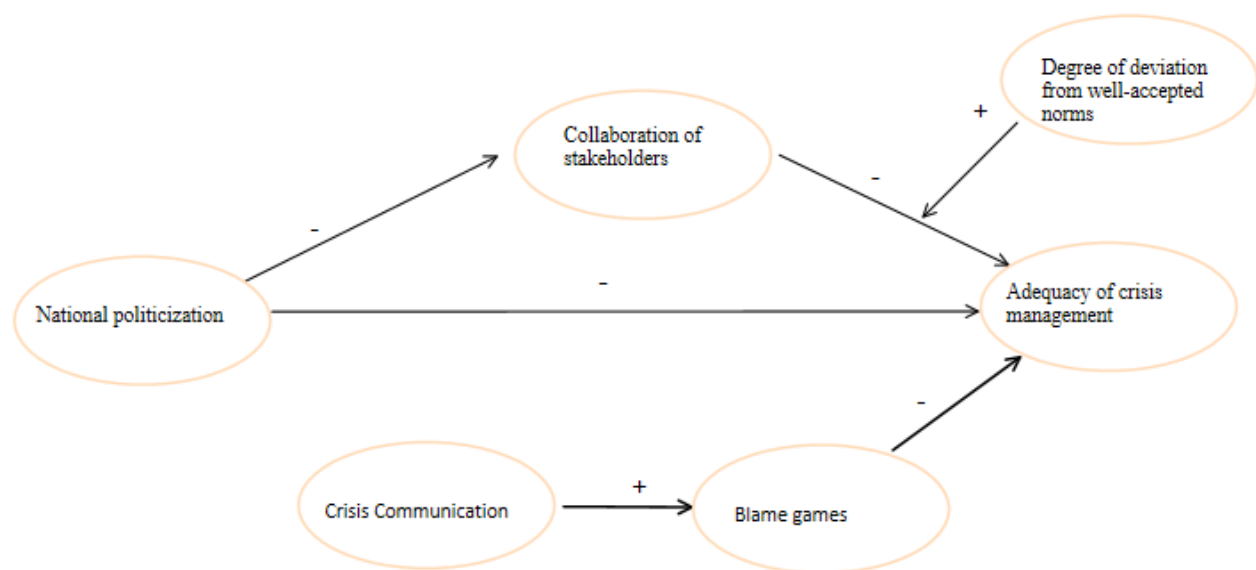 Degree of deviation
from well-accepted
norms
+
Collaboration of
stakeholders
-
-
National politicization
-
Adequacy of crisis
management
-
Crisis Communication
+
Blame games